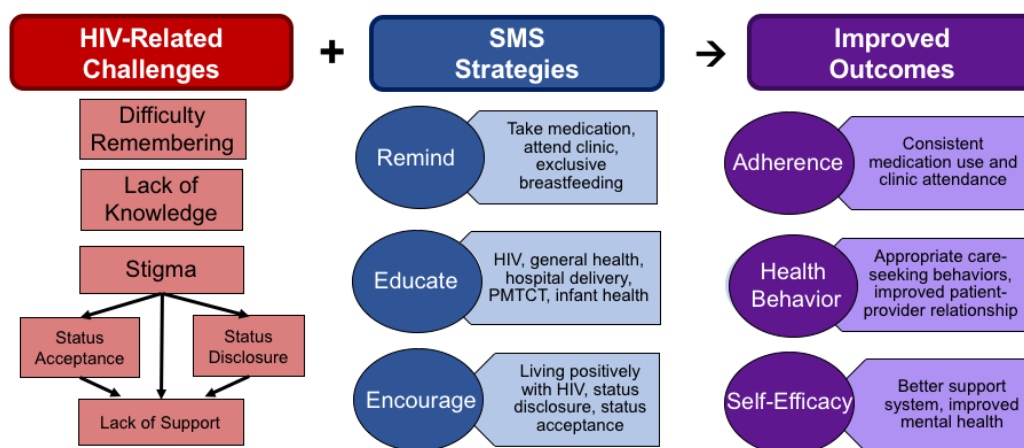 HIV-Related
Challenges
+
SMS
Strategies
→
Improved
Outcomes
Difficulty
Remembering
Lack of
Knowledge
Stigma
Status
Acceptance
Status
Disclosure
Lack of Support
Remind
Take medication,
attend clinic,
exclusive
breastfeeding
Educate
HIV, general health,
hospital delivery,
PMTCT, infant health
Encourage
Living positively
with HIV, status
disclosure, status
acceptance
Adherence
Consistent
medication use and
clinic attendance
Health
Behavior
Appropriate care-
seeking behaviors,
improved patient-
provider relationship
Self-Efficacy
Better support
system, improved
mental health